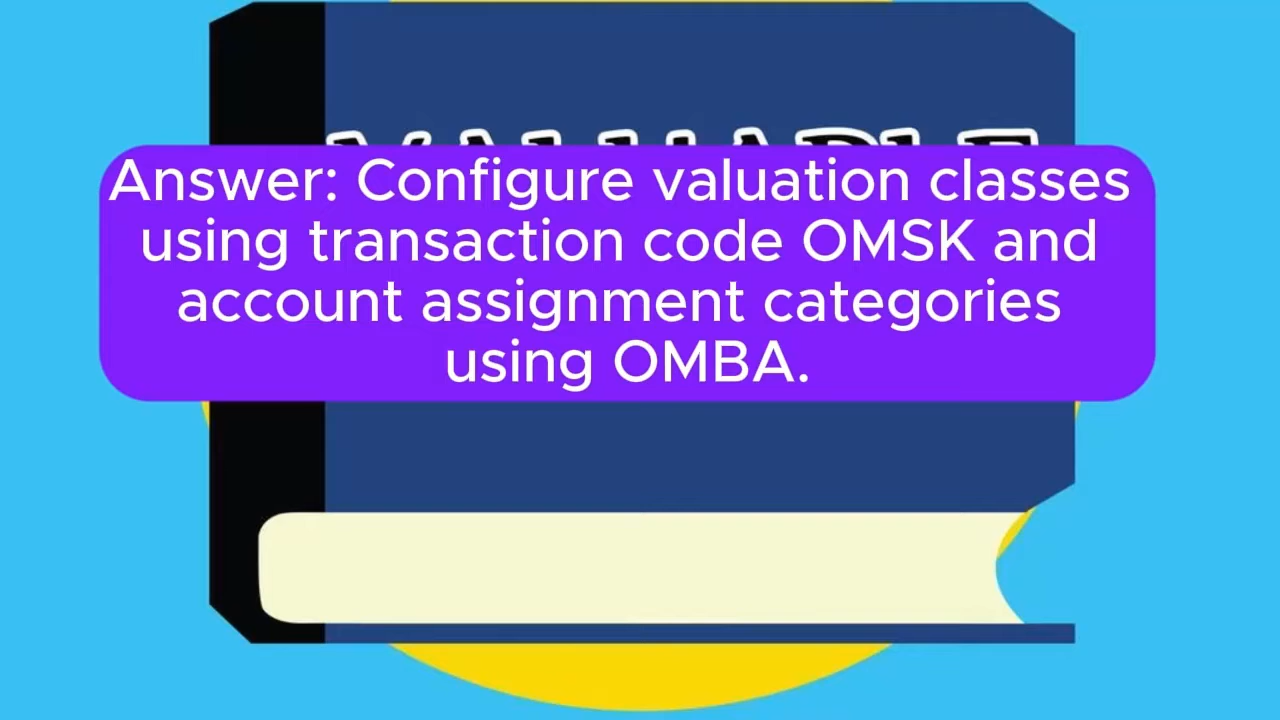 Answer: Configure valuation classes
using transaction code OMSK and
account assignment categories
using OMBA.